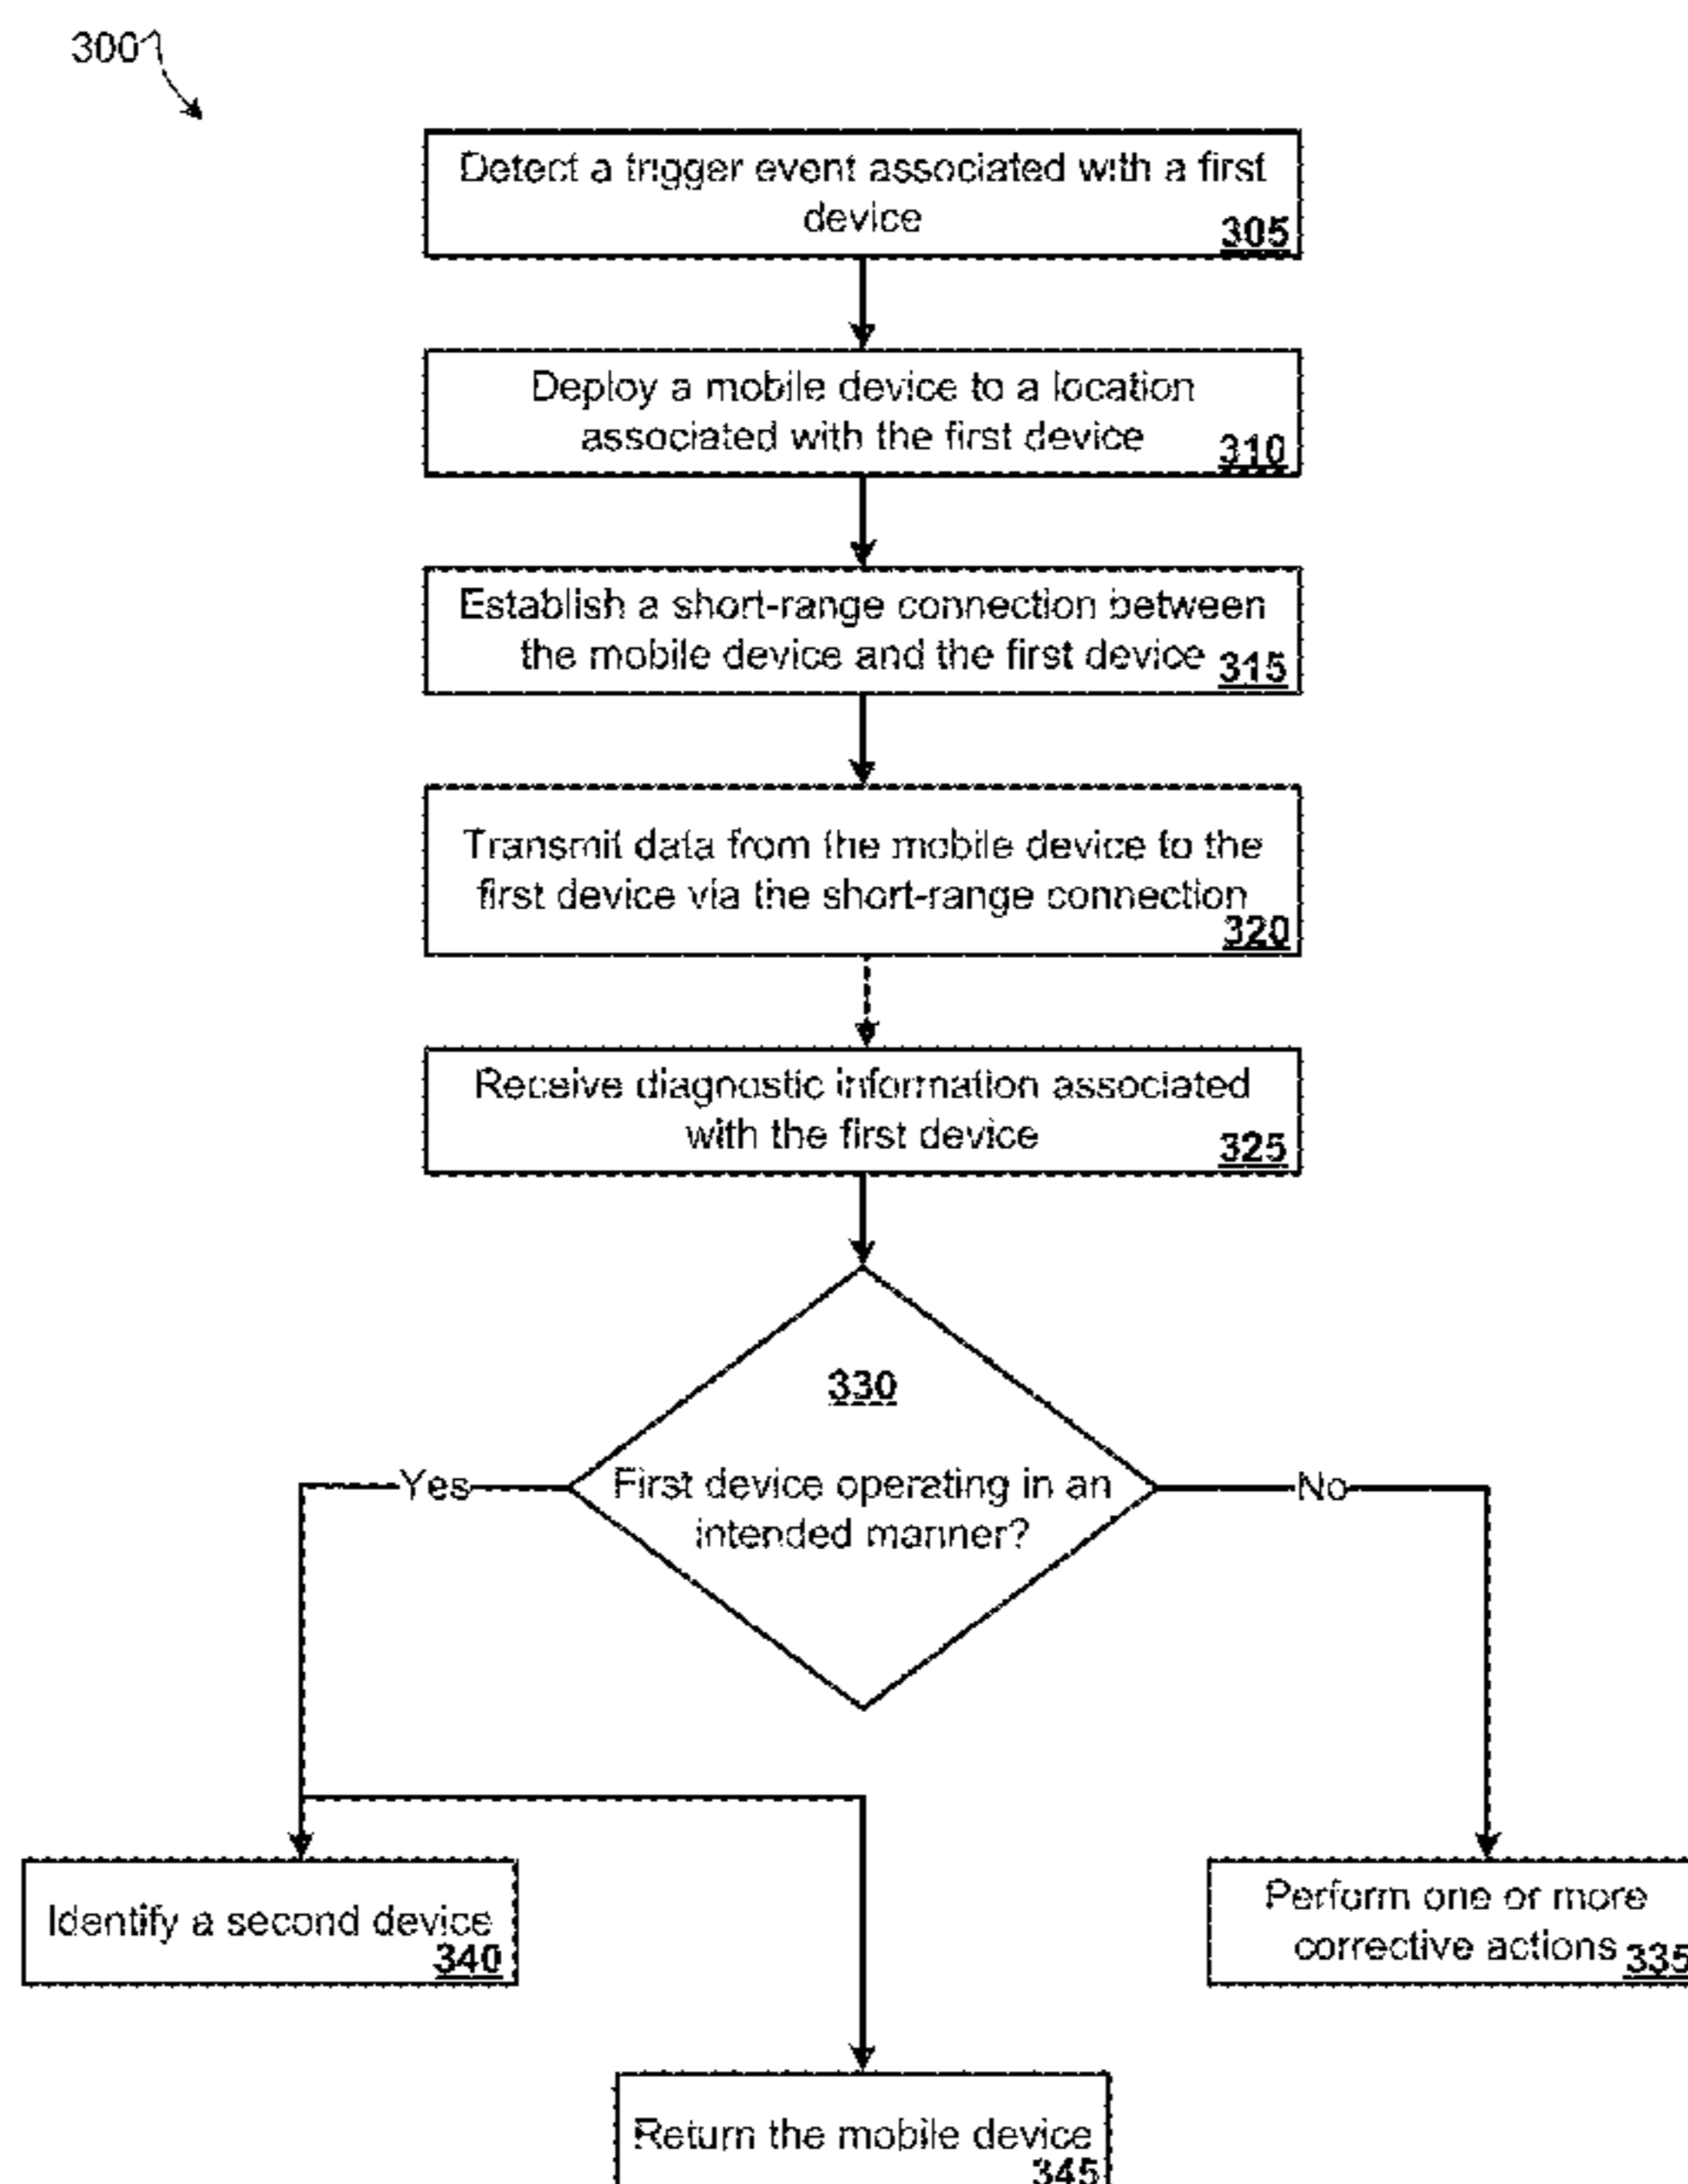 300
Detect a trigger event associated with a first
device
305
Deploy a mobile device to a location
associated with the first device
310
Establish a short-range connection between
the mobile device and the first device
315
Transmit data from the mobile device to the
first device via the short-range connection
320
Receive diagnostic information associated
with the first device
325
330
First device operating in an
intended manner?
Yes
No
Identify a second device
340
Perform one or more
corrective actions
335
Return the mobile device
345